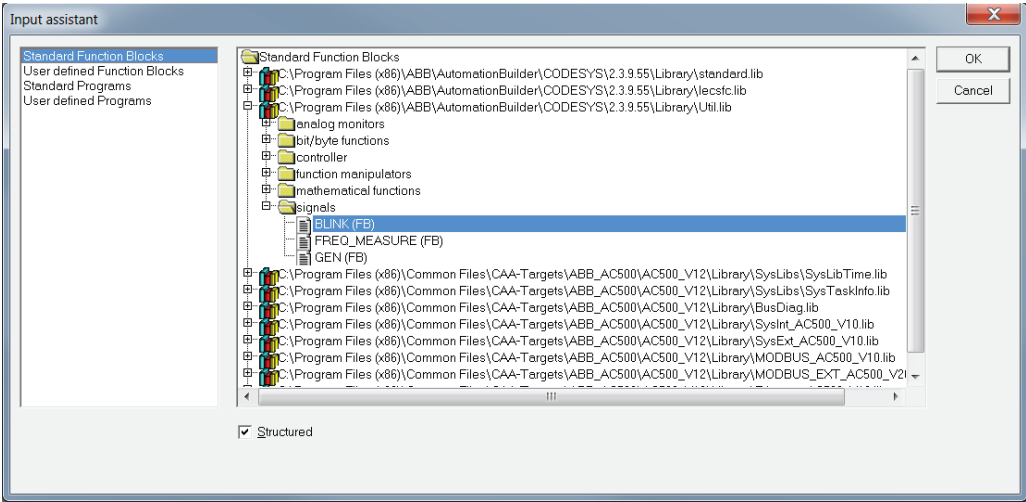 Input assistant
Standard Function Blocks
User defined Function Blocks
Standard Programs
User defined Programs
Standard Function Blocks
C:\Program Files (x86)\ABB\AutomationBuilder\CODESYS\2.3.9.55\Library\standard.lib
C:\Program Files (x86)\ABB\AutomationBuilder\CODESYS\2.3.9.55\Library\Iecsfc.lib
C:\Program Files (x86)\ABB\AutomationBuilder\CODESYS\2.3.9.55\Library\Util.lib
analog monitors
bit/byte functions
controller
function manipulators
mathematical functions
signals
BLINK (FB)
FREQ_MEASURE (FB)
GEN (FB)
C:\Program Files (x86)\Common Files\CAA-Targets\ABB_AC500\AC500_V12\Library\SysLibs\SysLibTime.lib
C:\Program Files (x86)\Common Files\CAA-Targets\ABB_AC500\AC500_V12\Library\SysLibs\SysTaskInfo.lib
C:\Program Files (x86)\Common Files\CAA-Targets\ABB_AC500\AC500_V12\Library\BusDiag.lib
C:\Program Files (x86)\Common Files\CAA-Targets\ABB_AC500\AC500_V12\Library\SysInt_AC500_V10.lib
C:\Program Files (x86)\Common Files\CAA-Targets\ABB_AC500\AC500_V12\Library\SysExt_AC500_V10.lib
C:\Program Files (x86)\Common Files\CAA-Targets\ABB_AC500\AC500_V12\Library\MODBUS_AC500_V10.lib
C:\Program Files (x86)\Common Files\CAA-Targets\ABB_AC500\AC500_V12\Library\MODBUS_EXT_AC500_V2
OK
Cancel
Structured